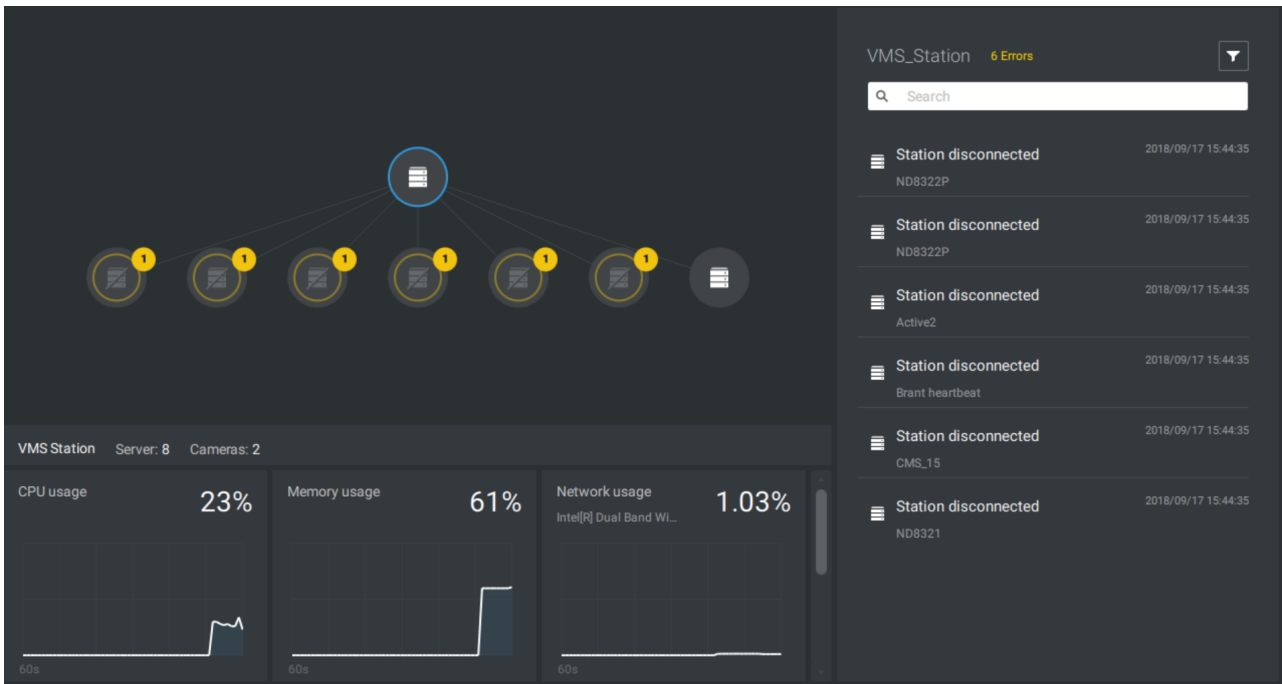 1 1 1 1 1 1
VMS Station Server: 8 Cameras: 2
CPU usage 23%
60s
Memory usage 61%
60s
Network usage 1.03%
Intel[R] Dual Band Wi...
60s
VMS_Station 6 Errors
Search
Station disconnected 2018/09/17 15:44:35
ND8322P
Station disconnected 2018/09/17 15:44:35
ND8322P
Station disconnected 2018/09/17 15:44:35
Active2
Station disconnected 2018/09/17 15:44:35
Brant heartbeat
Station disconnected 2018/09/17 15:44:35
CMS_15
Station disconnected 2018/09/17 15:44:35
ND8321